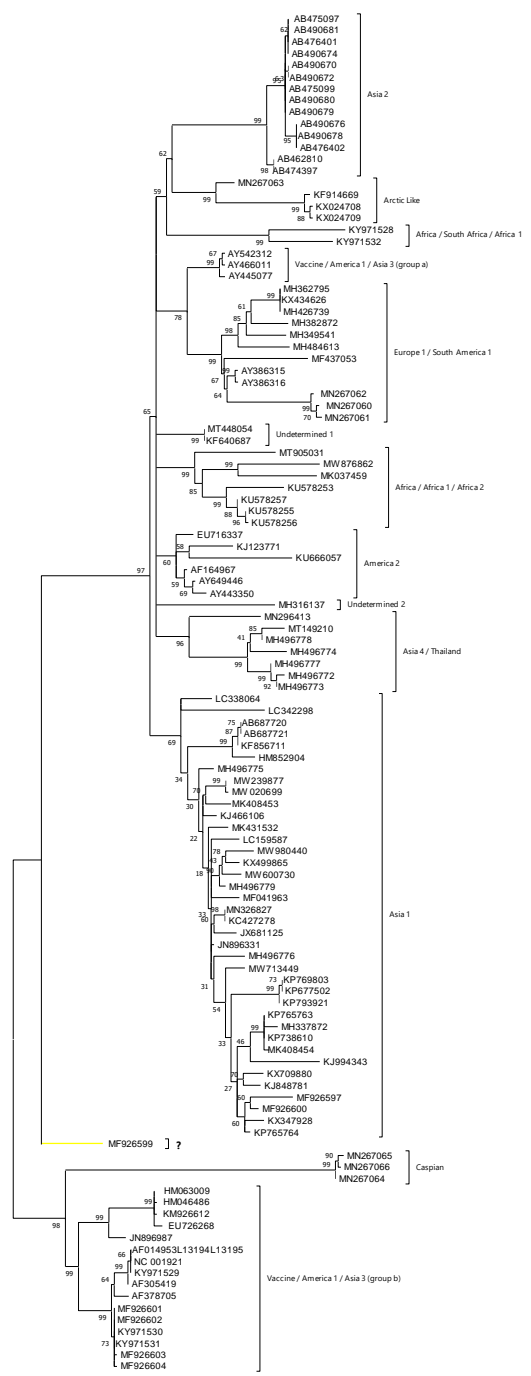 AB475097
62
AB490681
AB476401
AB490674
AB490670
AB490672
AB475099
AB490680
AB490679
99
Asia 2
AB490676
AB490678
95
AB476402
AB462810
98
AB474397
62
MN267063
KF914669
99
KX024708
99
KX024709
88
Arctic Like
59
KY971528
99
KY971532
Africa / South Africa / Africa 1
67
AY542312
99
AY466011
AY445077
Vaccine / America 1 / Asia 3 (group a)
78
MH362795
99
KX434626
MH426739
61
MH382872
85
MH349541
98
MH484613
MF437053
99
AY386315
99
AY386316
67
64
MN267062
MN267060
99
MN267061
70
Europe 1 / South America 1
65
MT448054
99
KF640687
Undetermined 1
MT905031
99
MW876862
99
MK037459
85
KU578253
KU578257
99
KU578255
88
KU578256
96
Africa / Africa 1 / Africa 2
EU716337
58
KJ123771
KU666057
60
AF164967
AY649446
59
AY443350
69
America 2
97
MH316137
Undetermined 2
MN296413
MT149210
85
MH496778
41
MH496774
96
MH496777
99
MH496772
99
MH496773
92
Asia 4 / Thailand
LC338064
LC342298
69
75
AB687720
87
AB687721
99
KF856711
HM852904
34
MH496775
99
MW239877
70
MW020699
MK408453
30
KJ466106
MK431532
22
LC159587
78
MW980440
43
KX499865
MW600730
18
MH496779
MF041963
98
MN326827
33
60
KC427278
JX681125
JN896331
MH496776
31
MW713449
54
73
KP769803
99
KP677502
KP793921
33
KP765763
99
MH337872
KP738610
46
MK408454
KJ994343
70
KX709880
27
KJ848781
60
MF926597
MF926600
60
KX347928
KP765764
Asia 1
MF926599
?
90
MN267065
99
MN267066
MN267064
Caspian
98
HM063009
99
HM046486
KM926612
EU726268
99
JN896987
99
66
AF014953L13194L13195
NC 001921
99
KY971529
64
AF305419
AF378705
99
MF926601
MF926602
KY971530
73
KY971531
MF926603
MF926604
Vaccine / America 1 / Asia 3 (group b)